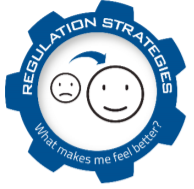 REGULATION STRATEGIES
What makes me feel better?